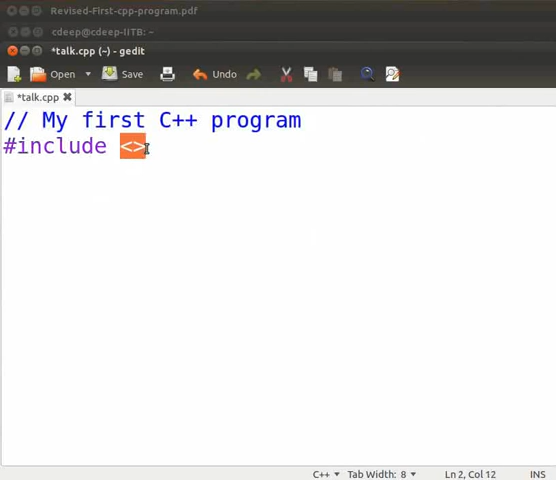 Revised-First-cpp-program.pdf
cdeep@cdeep-IITB: ~
*talk.cpp (~) - gedit
Open Save Undo
*talk.cpp
// My first C++ program
#include <>
C++ Tab Width: 8 Ln 2, Col 12 INS